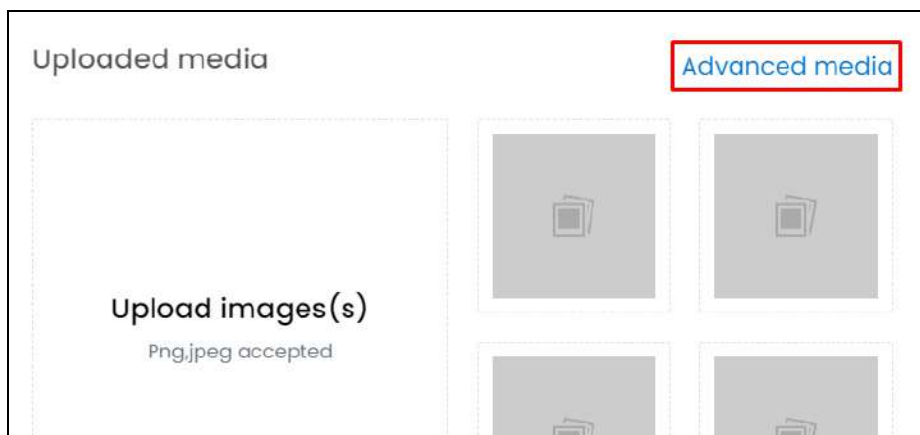 Uploaded media
Advanced media
Upload images(s)
Png,jpeg accepted